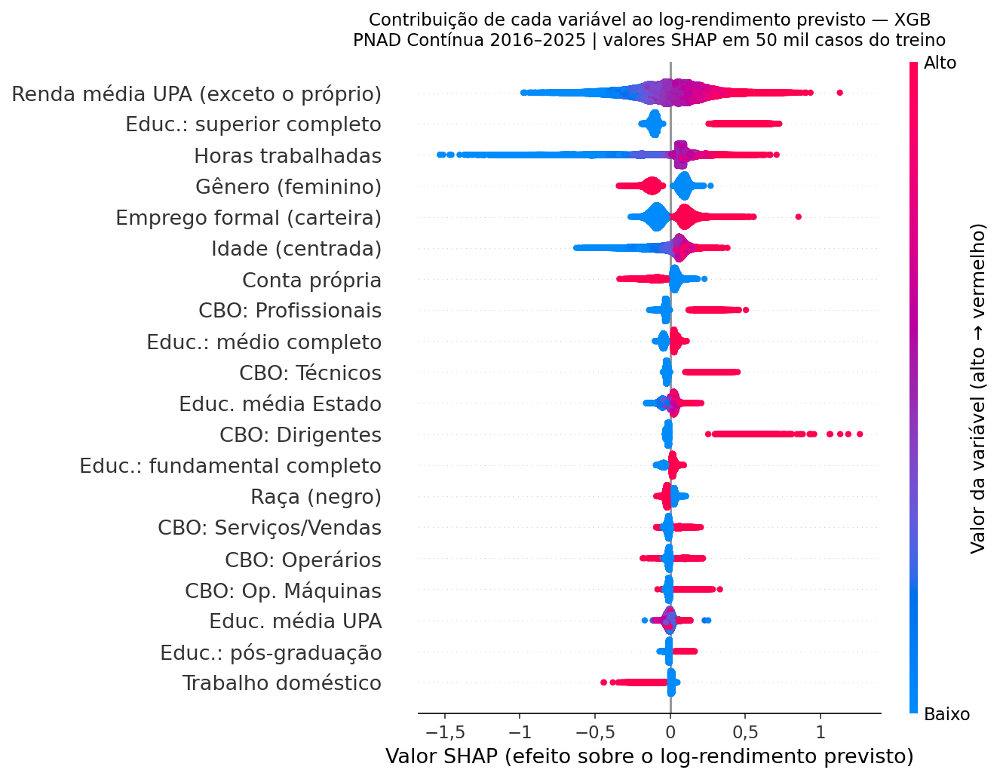 Contribuição de cada variável ao log-rendimento previsto — XGB
PNAD Contínua 2016–2025 | valores SHAP em 50 mil casos do treino
Alto
Renda média UPA (exceto o próprio)
Educ.: superior completo
Horas trabalhadas
Gênero (feminino)
Emprego formal (carteira)
Idade (centrada)
Conta própria
CBO: Profissionais
Educ.: médio completo
CBO: Técnicos
Educ. média Estado
CBO: Dirigentes
Educ.: fundamental completo
Raça (negro)
CBO: Serviços/Vendas
CBO: Operários
CBO: Op. Máquinas
Educ. média UPA
Educ.: pós-graduação
Trabalho doméstico
Valor da variável (alto → vermelho)
Baixo
−1,5 −1 −0,5 0 0,5 1
Valor SHAP (efeito sobre o log-rendimento previsto)